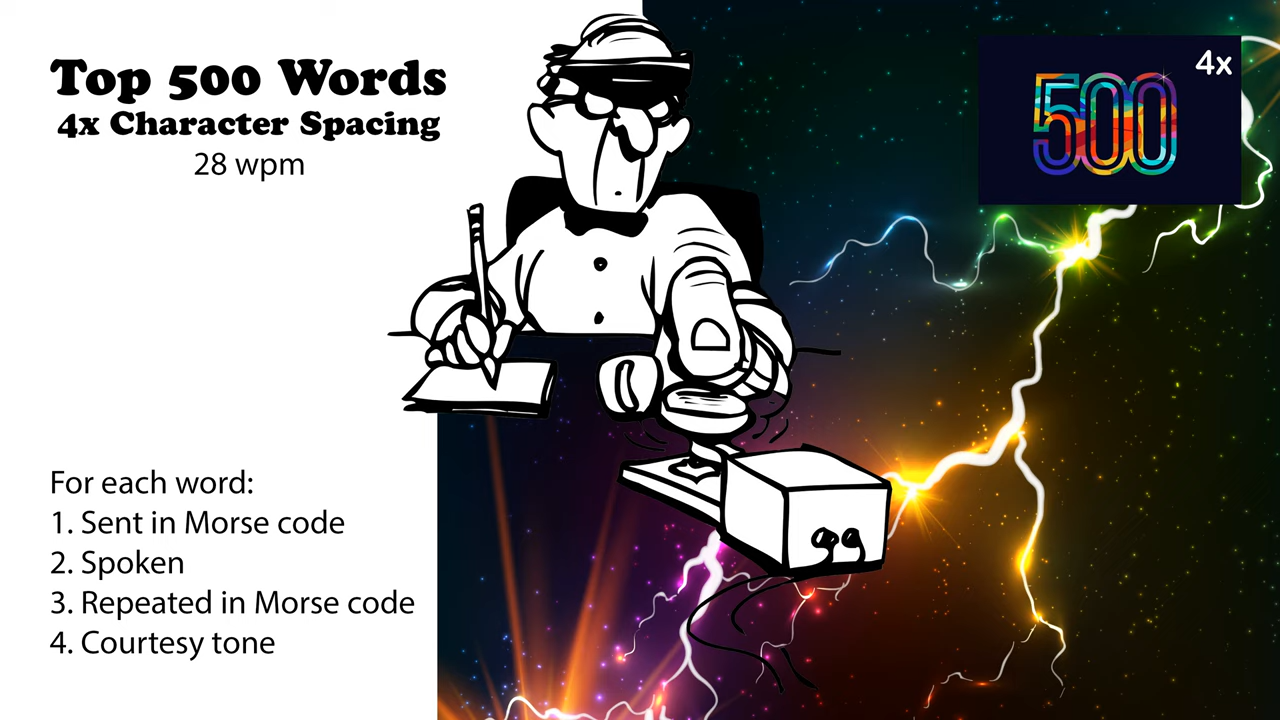 Top 500 Words
4x Character Spacing
28 wpm
4x
500
For each word:
1. Sent in Morse code
2. Spoken
3. Repeated in Morse code
4. Courtesy tone